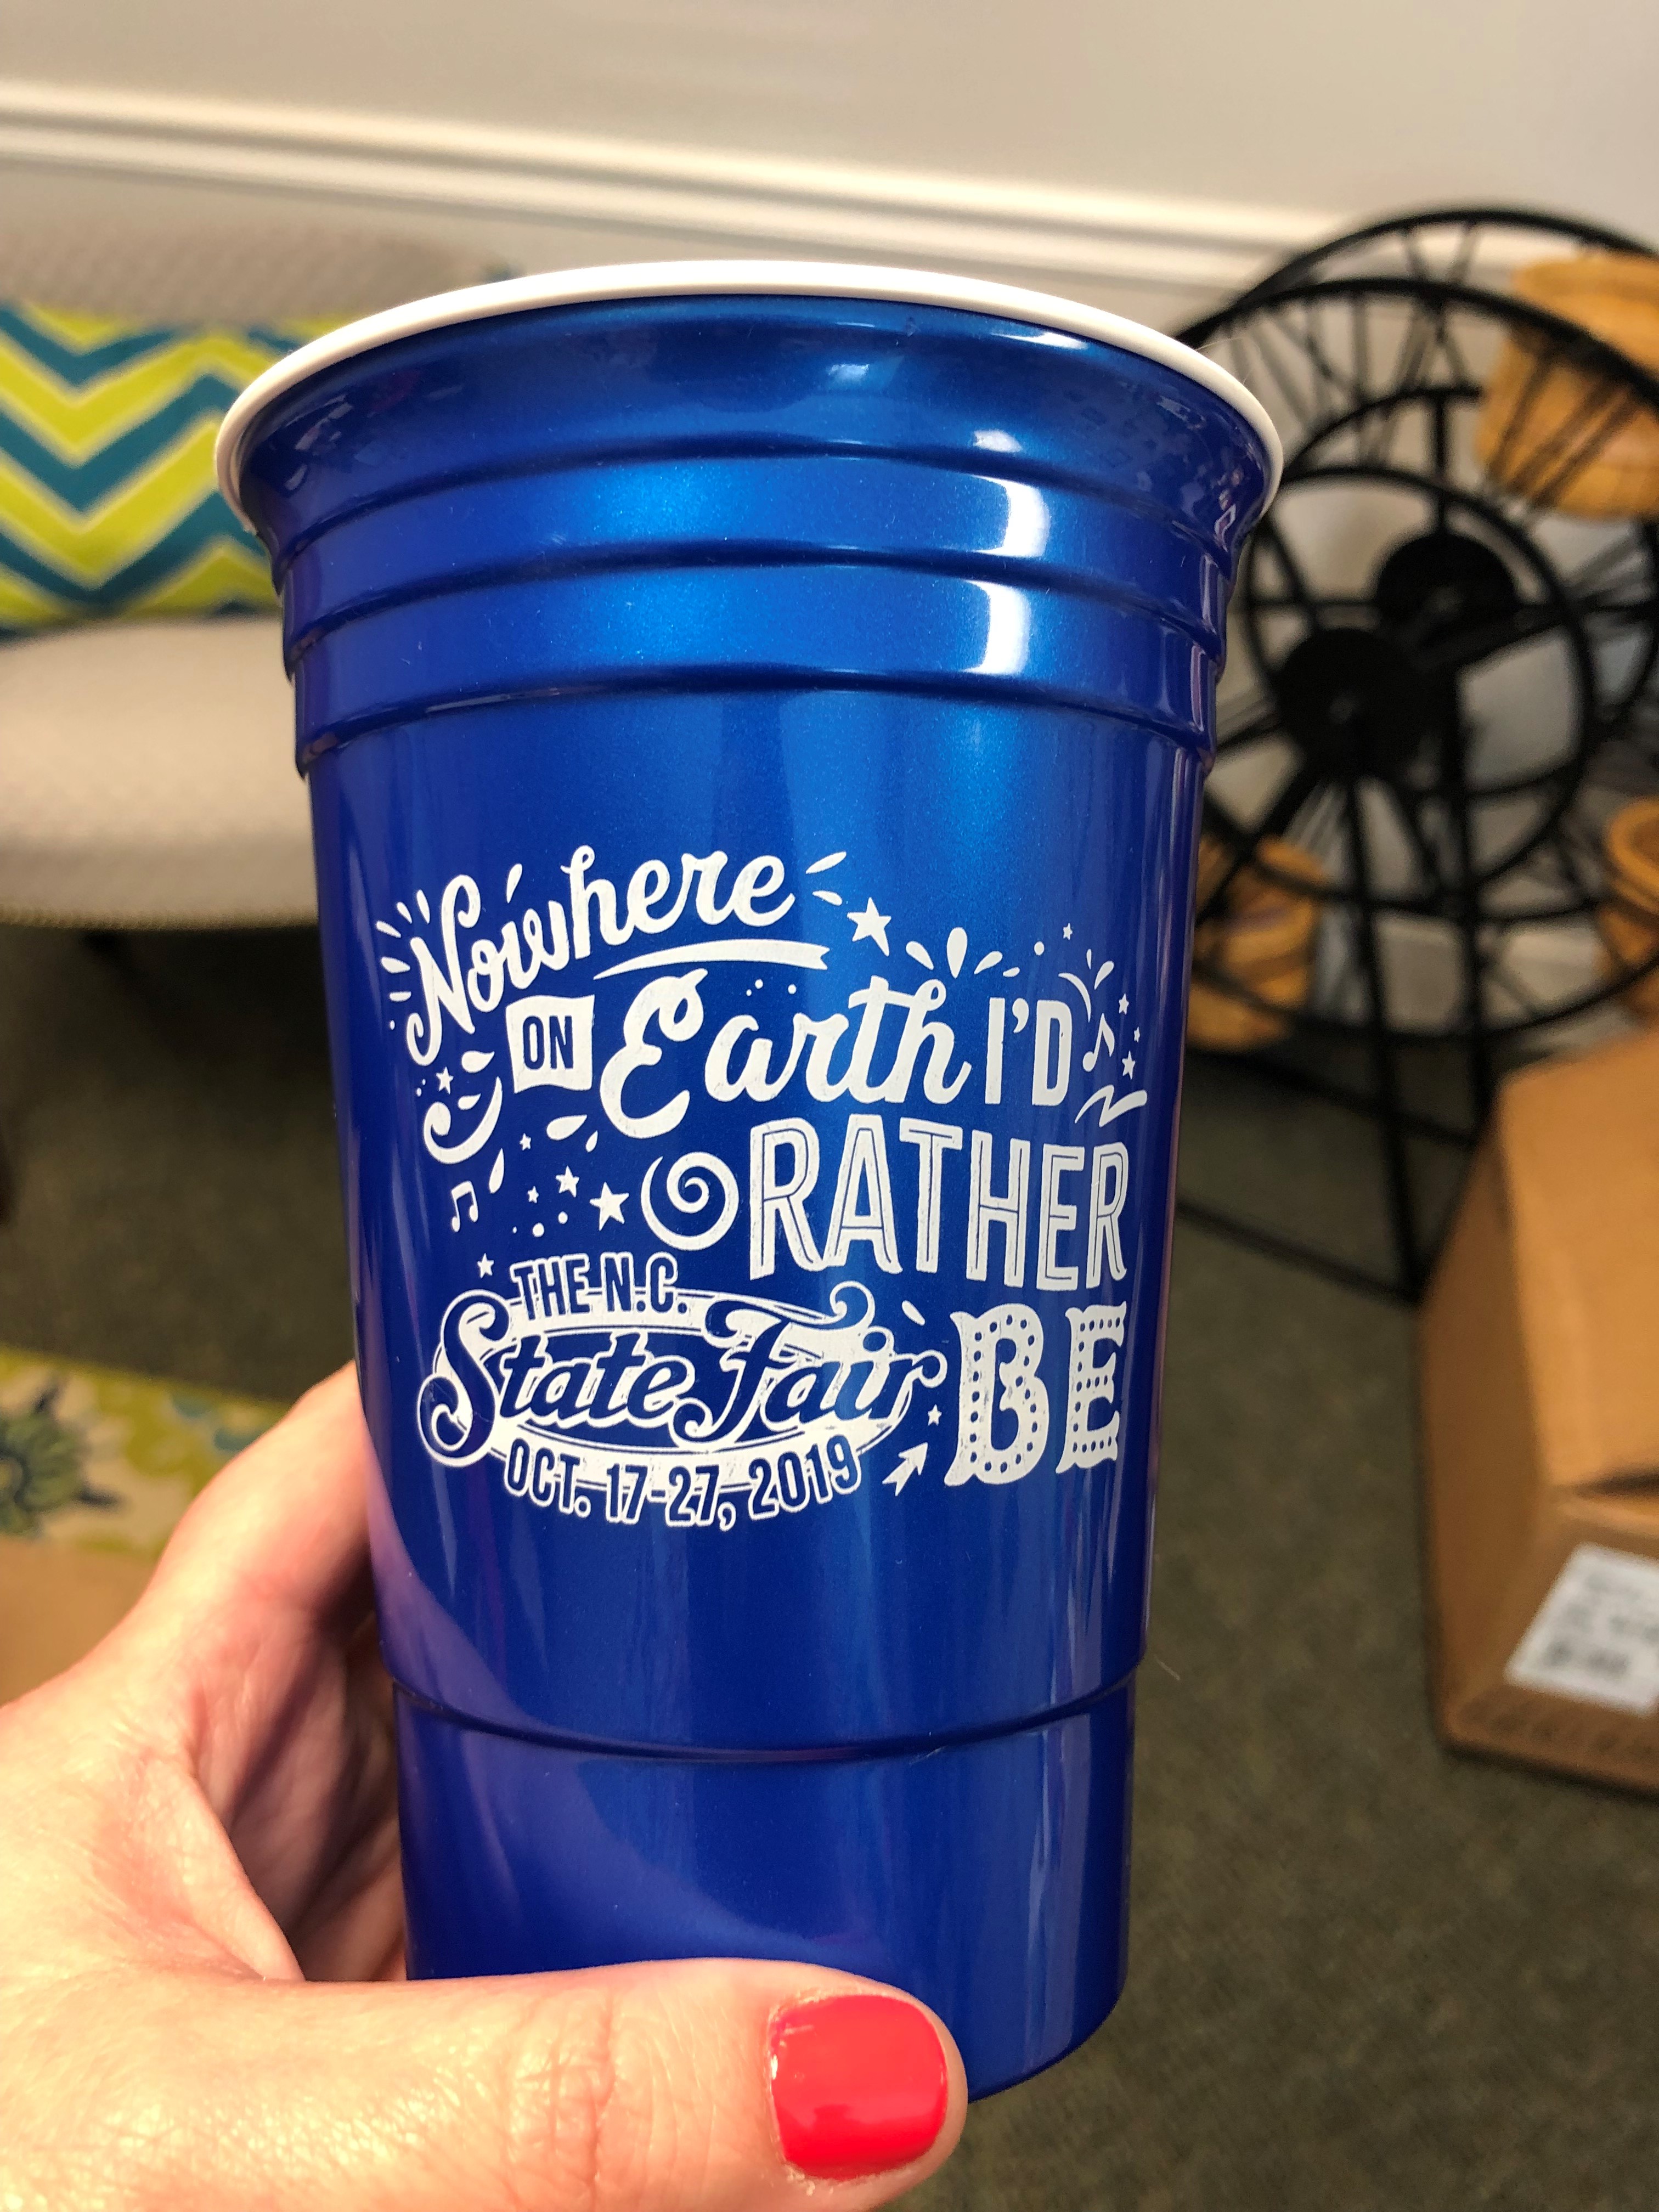 Nowhere
ON Earth I'D
RATHER
BE
THE N.C.
State Fair
OCT. 17-27, 2019